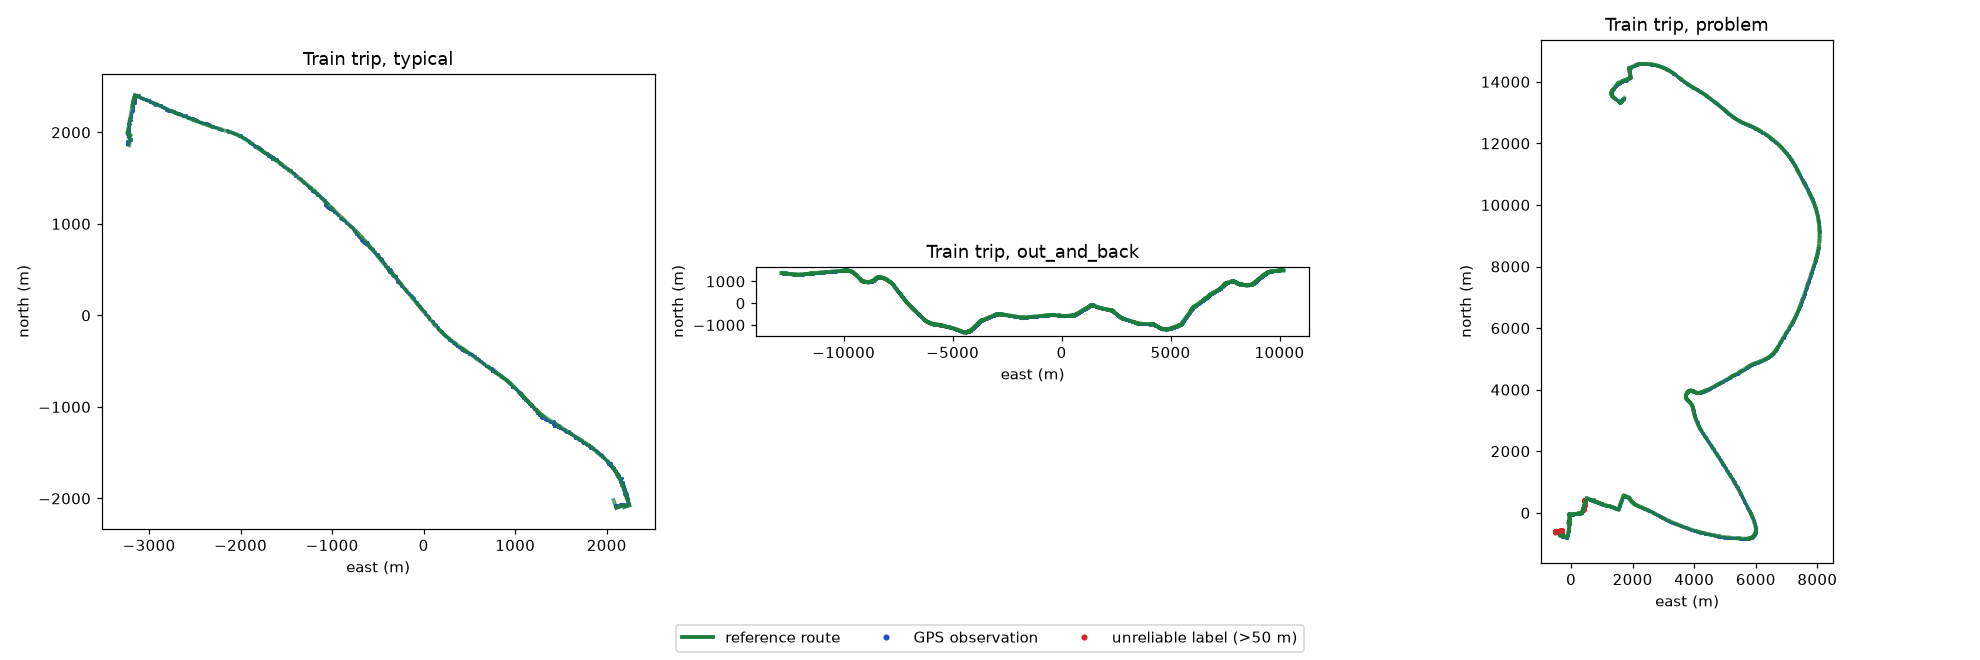 Train trip, typical
2000
1000
0
−1000
−2000
north (m)
−3000 −2000 −1000 0 1000 2000
east (m)
Train trip, out_and_back
1000
0
−1000
north (m)
−10000 −5000 0 5000 10000
east (m)
Train trip, problem
14000
12000
10000
8000
6000
4000
2000
0
north (m)
0 2000 4000 6000 8000
east (m)
reference route GPS observation unreliable label (>50 m)